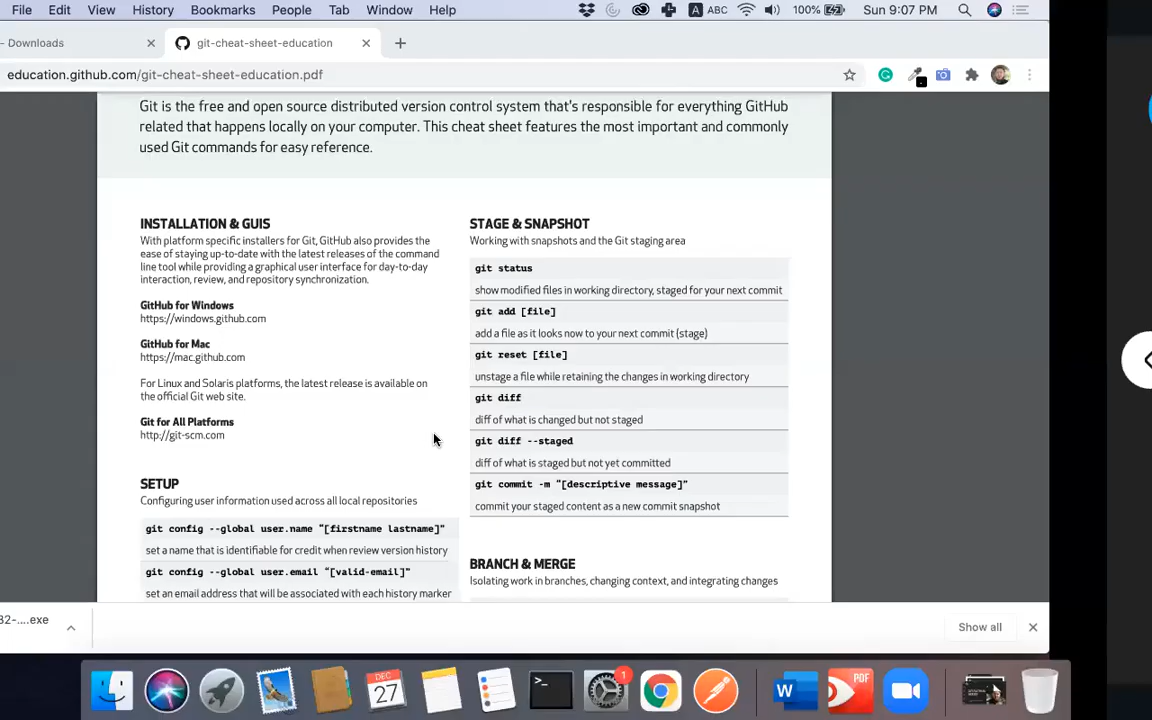 File Edit View History Bookmarks People Tab Window Help
A ABC 100% Sun 9:07 PM
- Downloads
git-cheat-sheet-education
education.github.com/git-cheat-sheet-education.pdf
Git is the free and open source distributed version control system that's responsible for everything GitHub
related that happens locally on your computer. This cheat sheet features the most important and commonly
used Git commands for easy reference.
INSTALLATION & GUIS
With platform specific installers for Git, GitHub also provides the
ease of staying up-to-date with the latest releases of the command
line tool while providing a graphical user interface for day-to-day
interaction, review, and repository synchronization.
GitHub for Windows
https://windows.github.com
GitHub for Mac
https://mac.github.com
For Linux and Solaris platforms, the latest release is available on
the official Git web site.
Git for All Platforms
http://git-scm.com
SETUP
Configuring user information used across all local repositories
git config --global user.name "[firstname lastname]"
set a name that is identifiable for credit when review version history
git config --global user.email "[valid-email]"
set an email address that will be associated with each history marker
STAGE & SNAPSHOT
Working with snapshots and the Git staging area
git status
show modified files in working directory, staged for your next commit
git add [file]
add a file as it looks now to your next commit (stage)
git reset [file]
unstage a file while retaining the changes in working directory
git diff
diff of what is changed but not staged
git diff --staged
diff of what is staged but not yet committed
git commit -m "[descriptive message]"
commit your staged content as a new commit snapshot
BRANCH & MERGE
Isolating work in branches, changing context, and integrating changes
32-....exe
Show all
DEC
27
>_
1
W
PDF